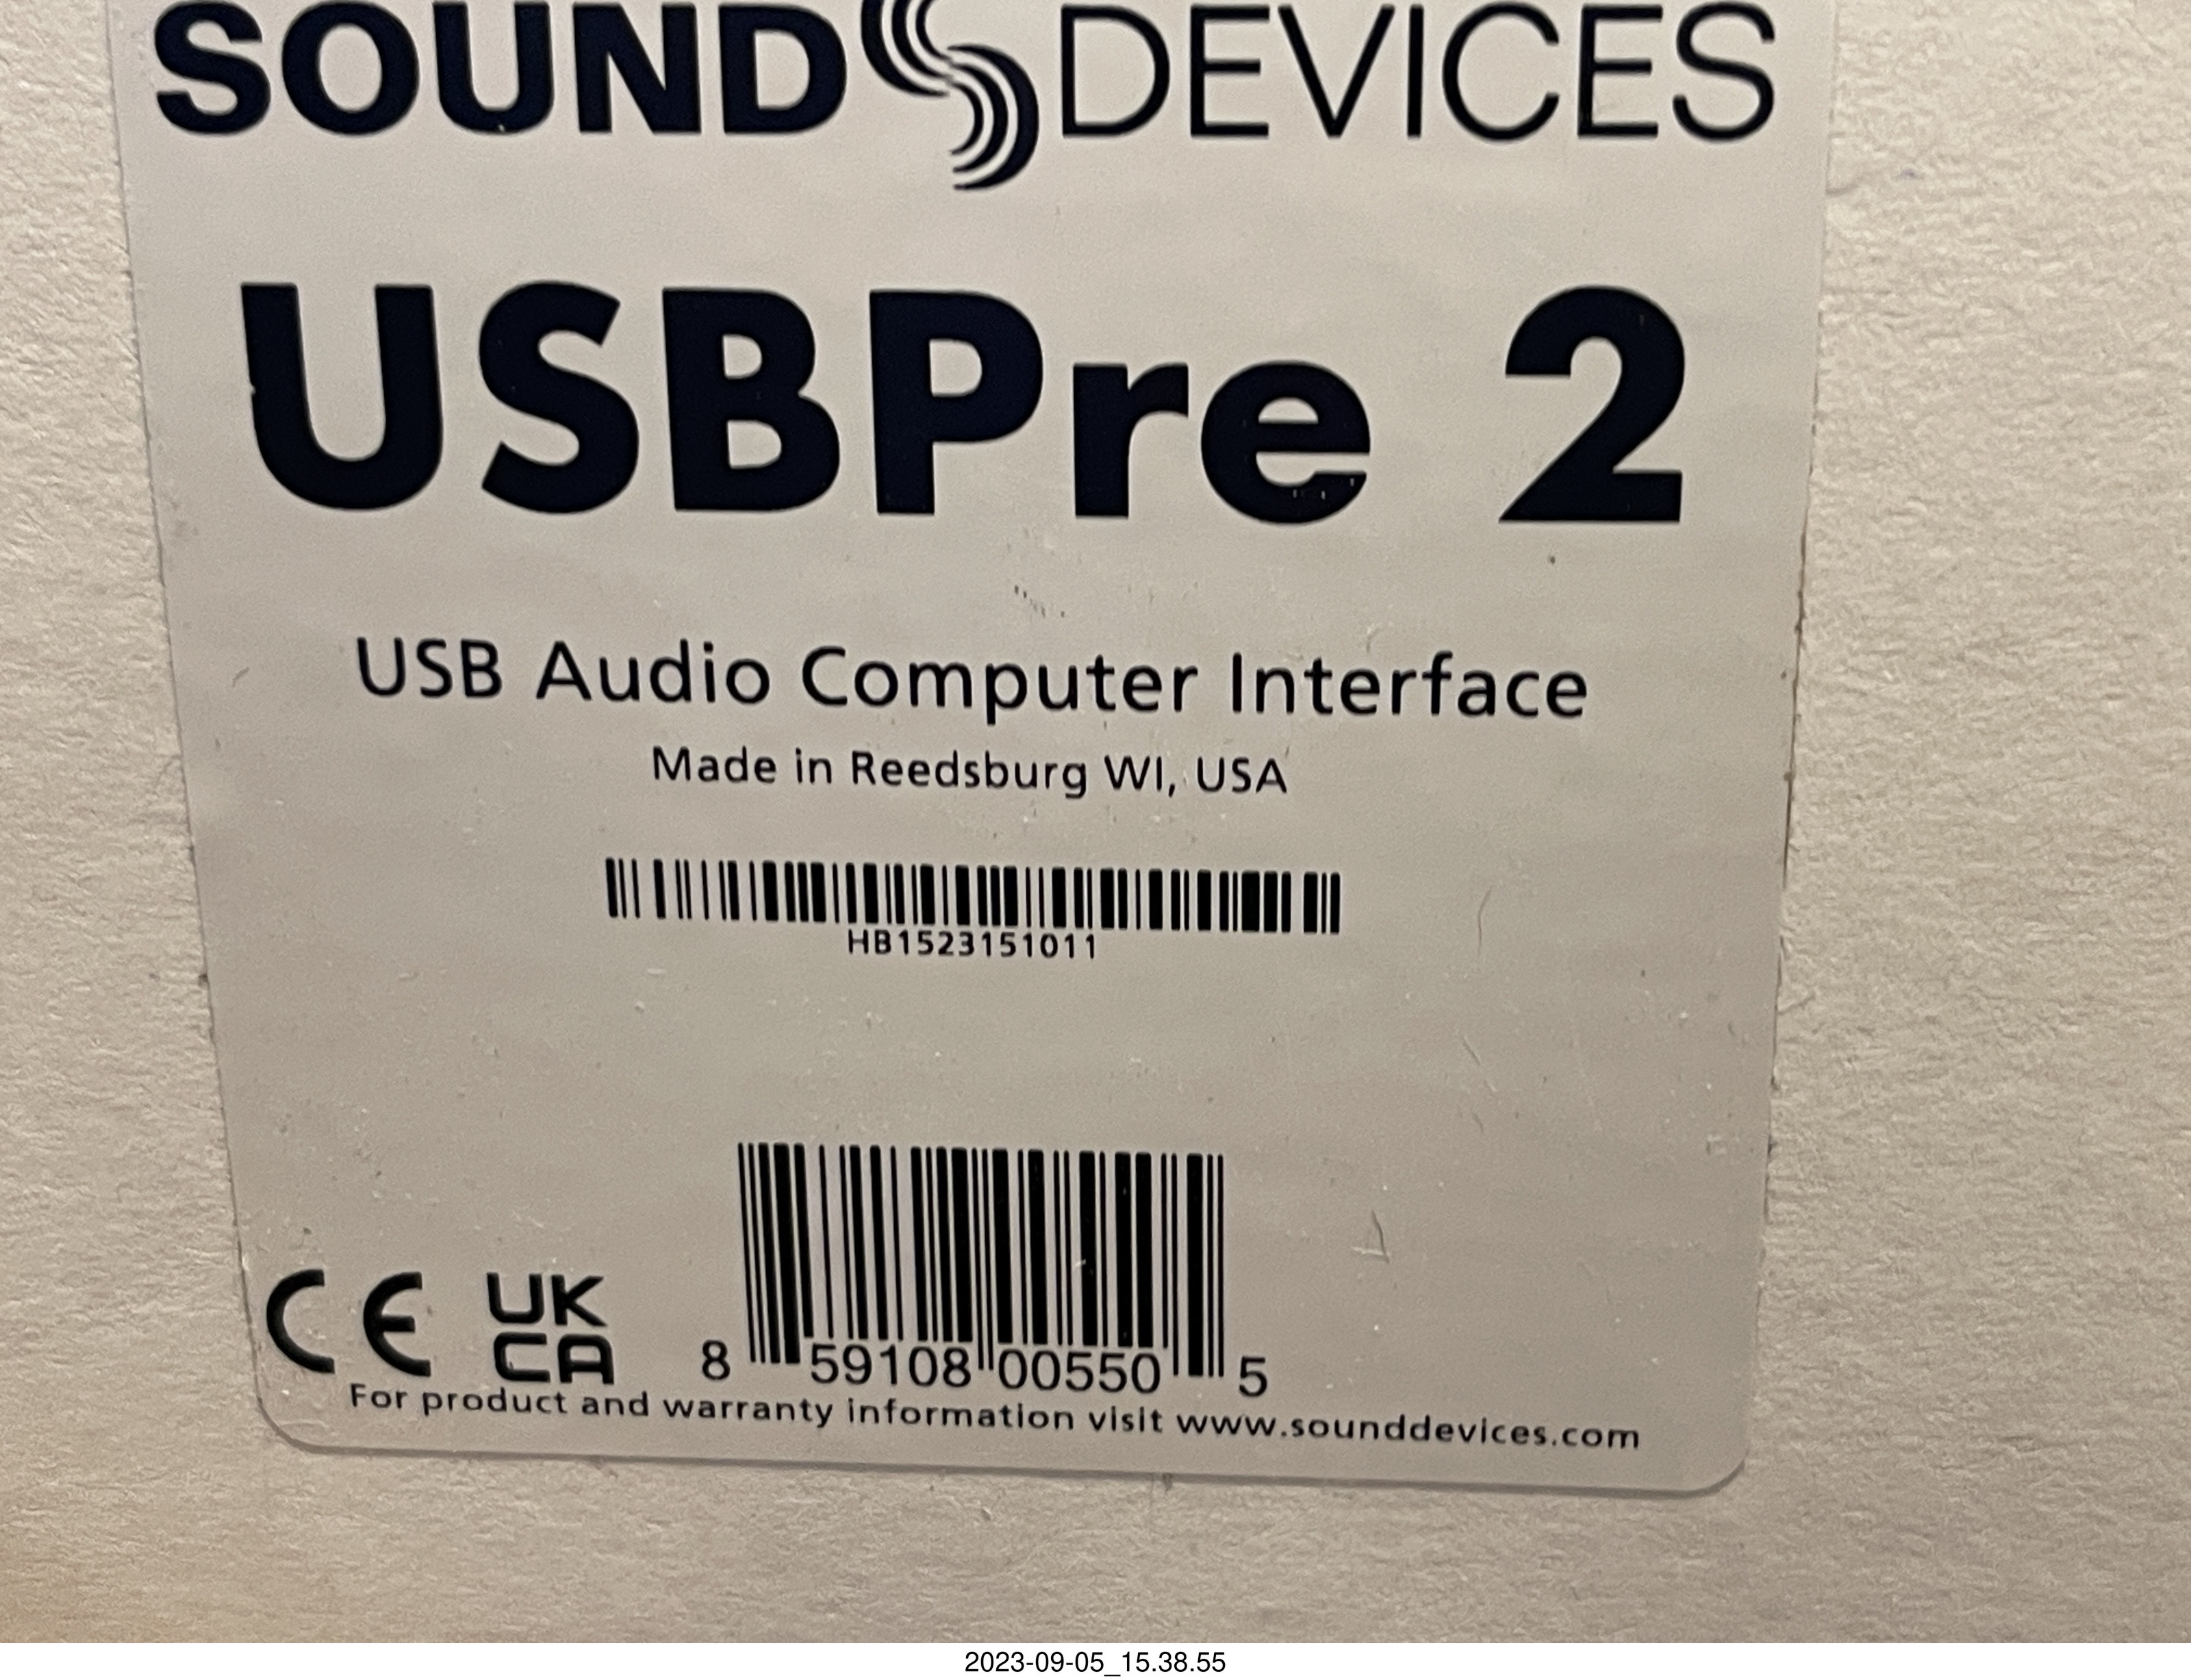 SOUND DEVICES
USBPre 2
USB Audio Computer Interface
Made in Reedsburg WI, USA
HB1523151011
CE UK CA
8 59108 00550 5
For product and warranty information visit www.sounddevices.com
2023-09-05_15.38.55